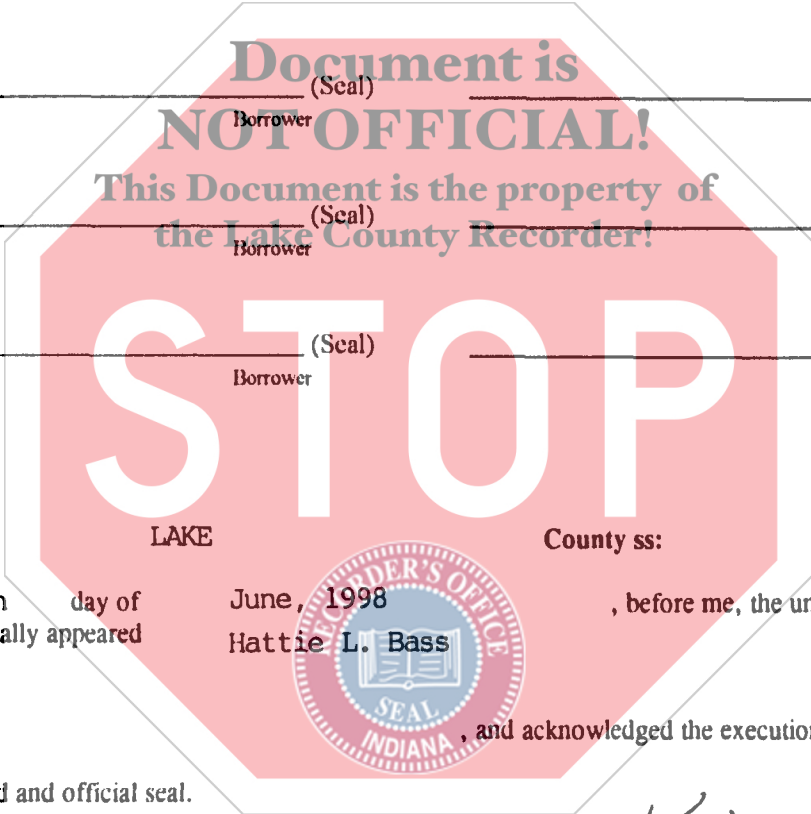 Document is
(Seal)
Borrower
NOT OFFICIAL!
This Document is the property of
(Seal)
the Lake County Recorder!
Borrower
(Seal)
Borrower
STOP
LAKE County ss:
day of June, 1998 , before me, the un
ally appeared Hattie L. Bass
RECORDER'S OFFICE
SEAL
INDIANA
, and acknowledged the execution
d and official seal.